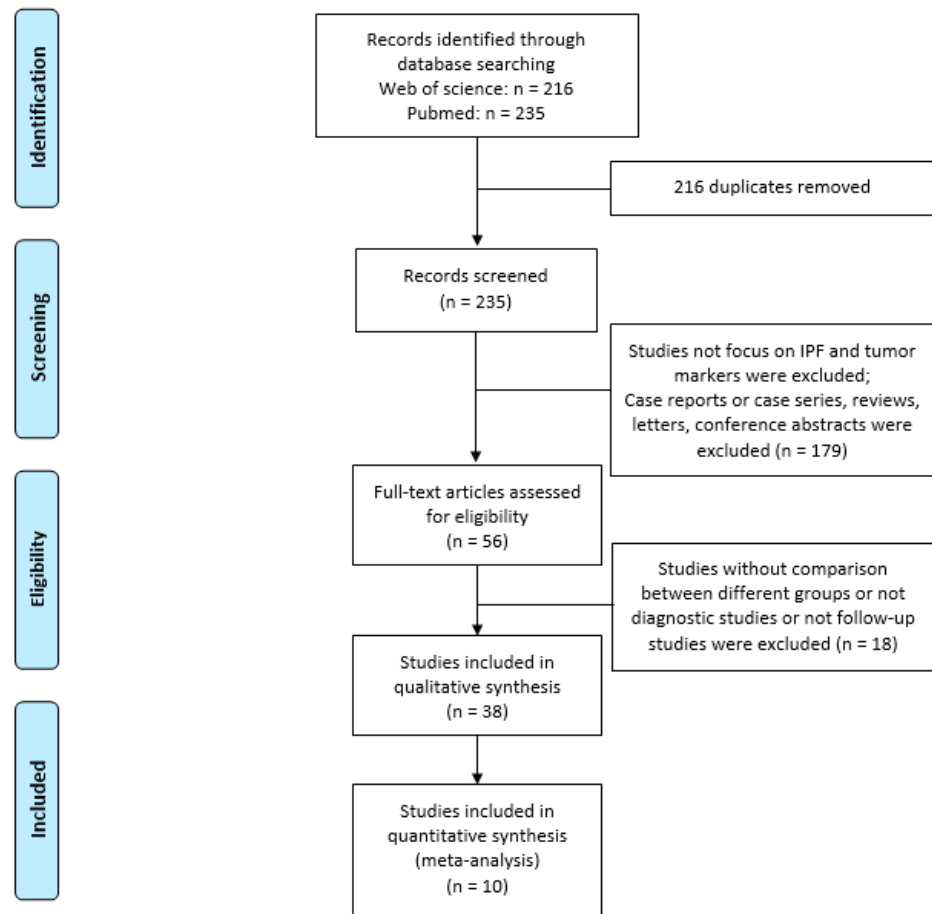 Identification
Records identified through
database searching
Web of science: n = 216
Pubmed: n = 235
216 duplicates removed
Screening
Records screened
(n = 235)
Studies not focus on IPF and tumor
markers were excluded;
Case reports or case series, reviews,
letters, conference abstracts were
excluded (n = 179)
Eligibility
Full-text articles assessed
for eligibility
(n = 56)
Studies without comparison
between different groups or not
diagnostic studies or not follow-up
studies were excluded (n = 18)
Studies included in
qualitative synthesis
(n = 38)
Included
Studies included in
quantitative synthesis
(meta-analysis)
(n = 10)